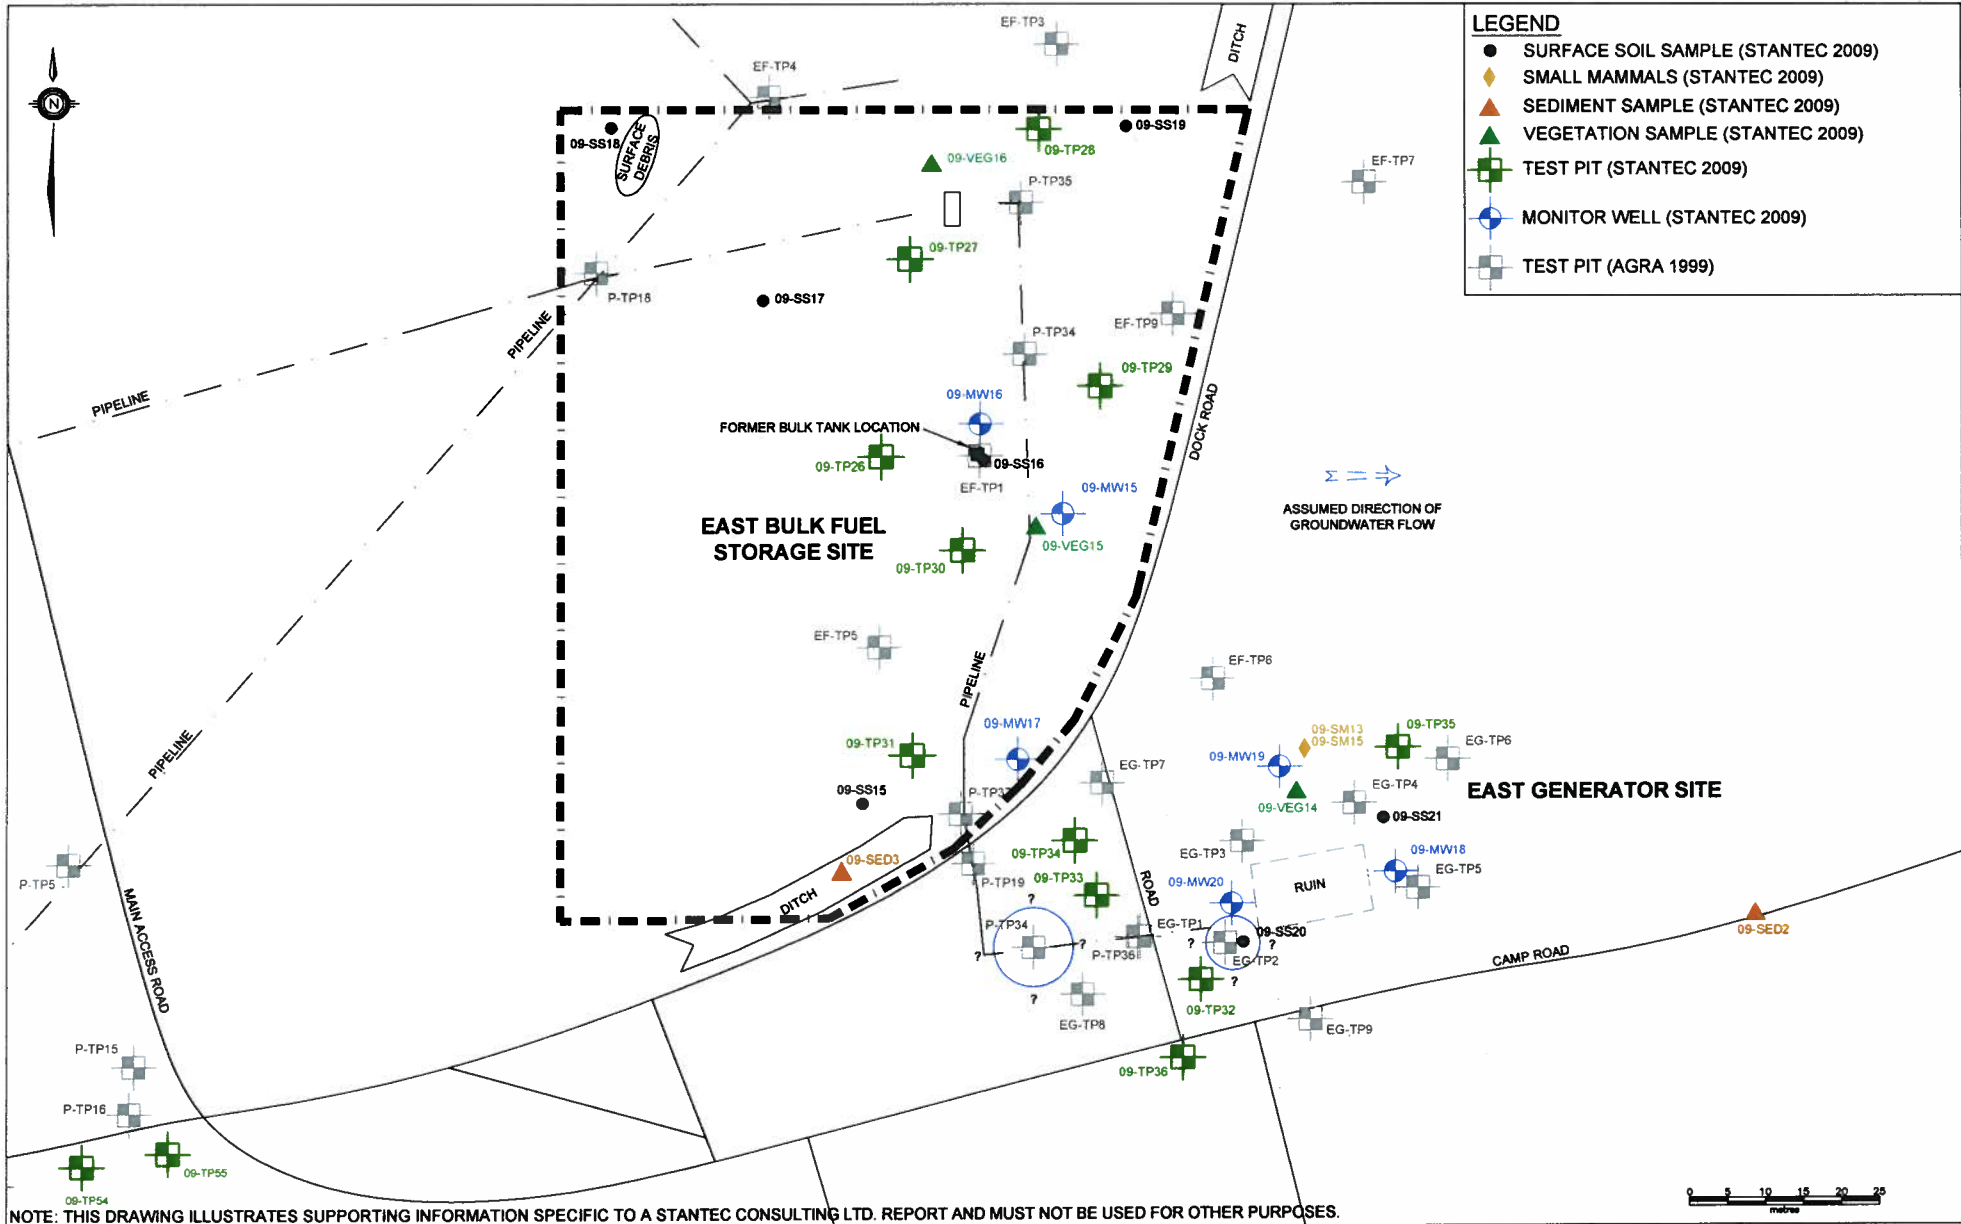 LEGEND
SURFACE SOIL SAMPLE (STANTEC 2009)
SMALL MAMMALS (STANTEC 2009)
SEDIMENT SAMPLE (STANTEC 2009)
VEGETATION SAMPLE (STANTEC 2009)
TEST PIT (STANTEC 2009)
MONITOR WELL (STANTEC 2009)
TEST PIT (AGRA 1999)
N
EF-TP3
DITCH
EF-TP4
09-SS18
SURFACE
DEBRIS
09-SS19
09-TP28
09-VEG16
EF-TP7
P-TP35
09-TP27
P-TP18
09-SS17
PIPELINE
EF-TP9
P-TP34
09-TP29
PIPELINE
09-MW16
DOCK ROAD
FORMER BULK TANK LOCATION
09-TP26
09-SS16
EF-TP1
09-MW15
Σ
ASSUMED DIRECTION OF
GROUNDWATER FLOW
EAST BULK FUEL
STORAGE SITE
09-VEG15
09-TP30
EF-TP5
EF-TP6
PIPELINE
09-MW17
09-SM13
09-SM15
09-TP35
EG-TP6
PIPELINE
09-TP31
09-MW19
EG-TP7
EG-TP4
EAST GENERATOR SITE
09-SS15
P-TP37
09-VEG14
09-SS21
EG-TP3
09-TP34
09-SED3
P-TP19
09-TP33
P-TP5
MAIN ACCESS ROAD
DITCH
ROAD
RUIN
09-MW18
EG-TP5
09-MW20
?
P-TP34
?
?
?
P-TP36
EG-TP1
?
09-SS20
?
EG-TP2
?
09-SED2
CAMP ROAD
EG-TP8
09-TP32
EG-TP9
P-TP15
09-TP36
P-TP16
09-TP55
09-TP54
0 5 10 15 20 25
metres
NOTE: THIS DRAWING ILLUSTRATES SUPPORTING INFORMATION SPECIFIC TO A STANTEC CONSULTING LTD. REPORT AND MUST NOT BE USED FOR OTHER PURPOSES.